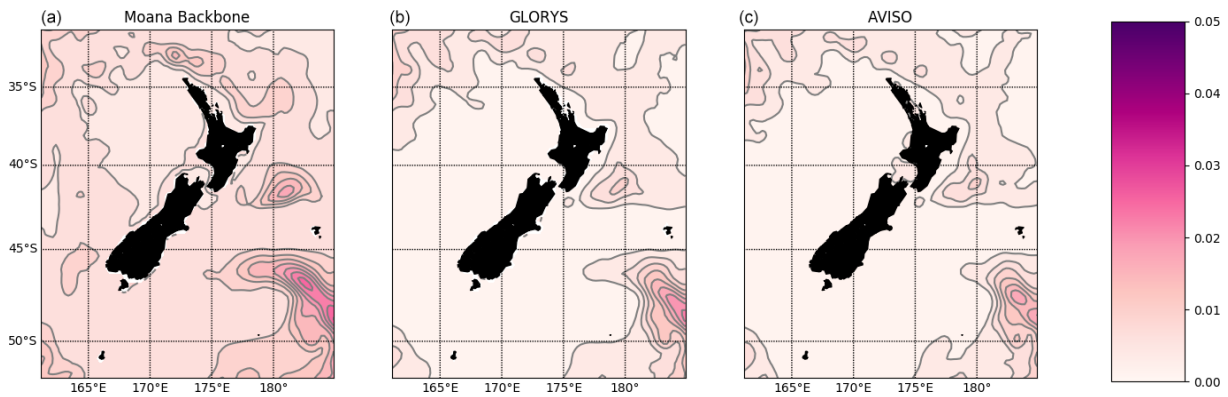 (a) Moana Backbone
(b) GLORYS
(c) AVISO
35°S
40°S
45°S
50°S
165°E 170°E 175°E 180°
165°E 170°E 175°E 180°
165°E 170°E 175°E 180°
0.05
0.04
0.03
0.02
0.01
0.00